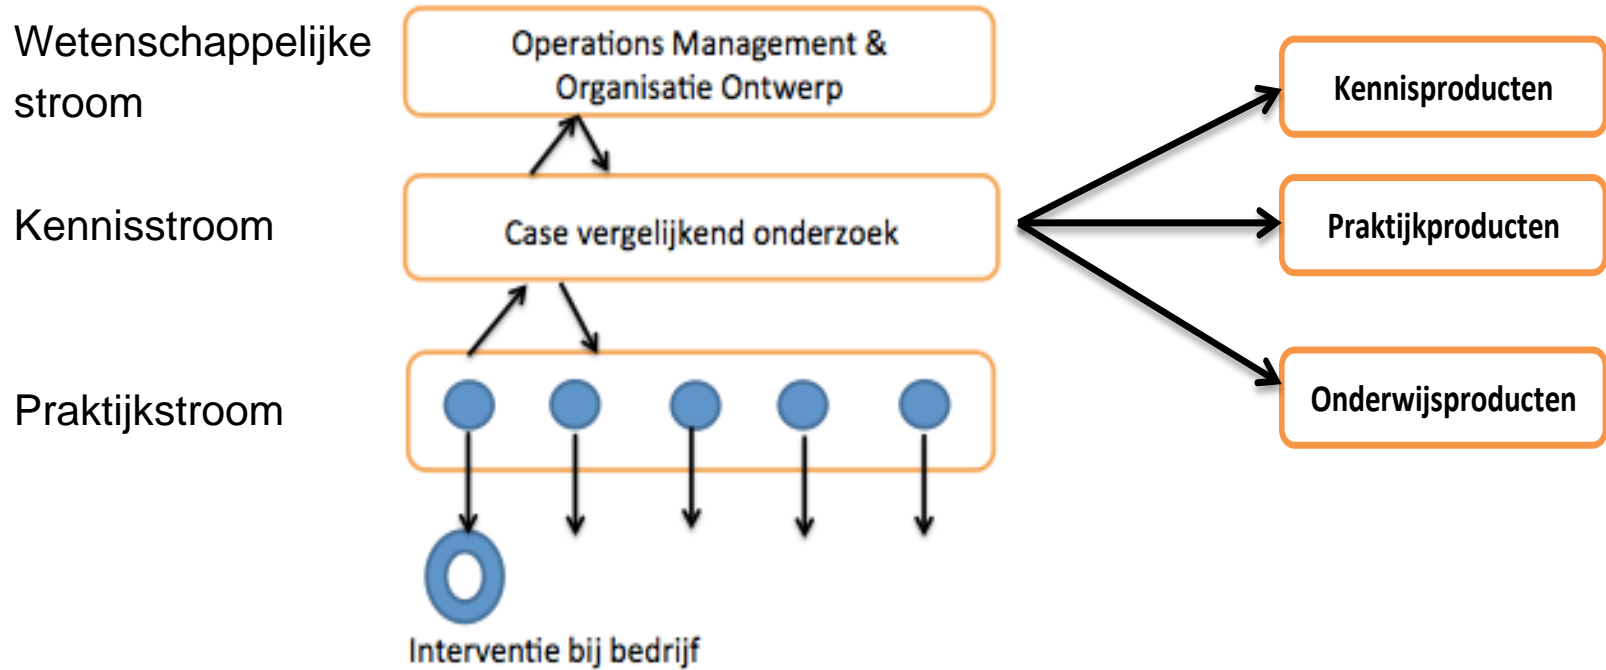 Wetenschappelijke
stroom
Operations Management &
Organisatie Ontwerp
Kennisproducten
Kennisstroom
Case vergelijkend onderzoek
Praktijkproducten
Praktijkstroom
Onderwijsproducten
Interventie bij bedrijf